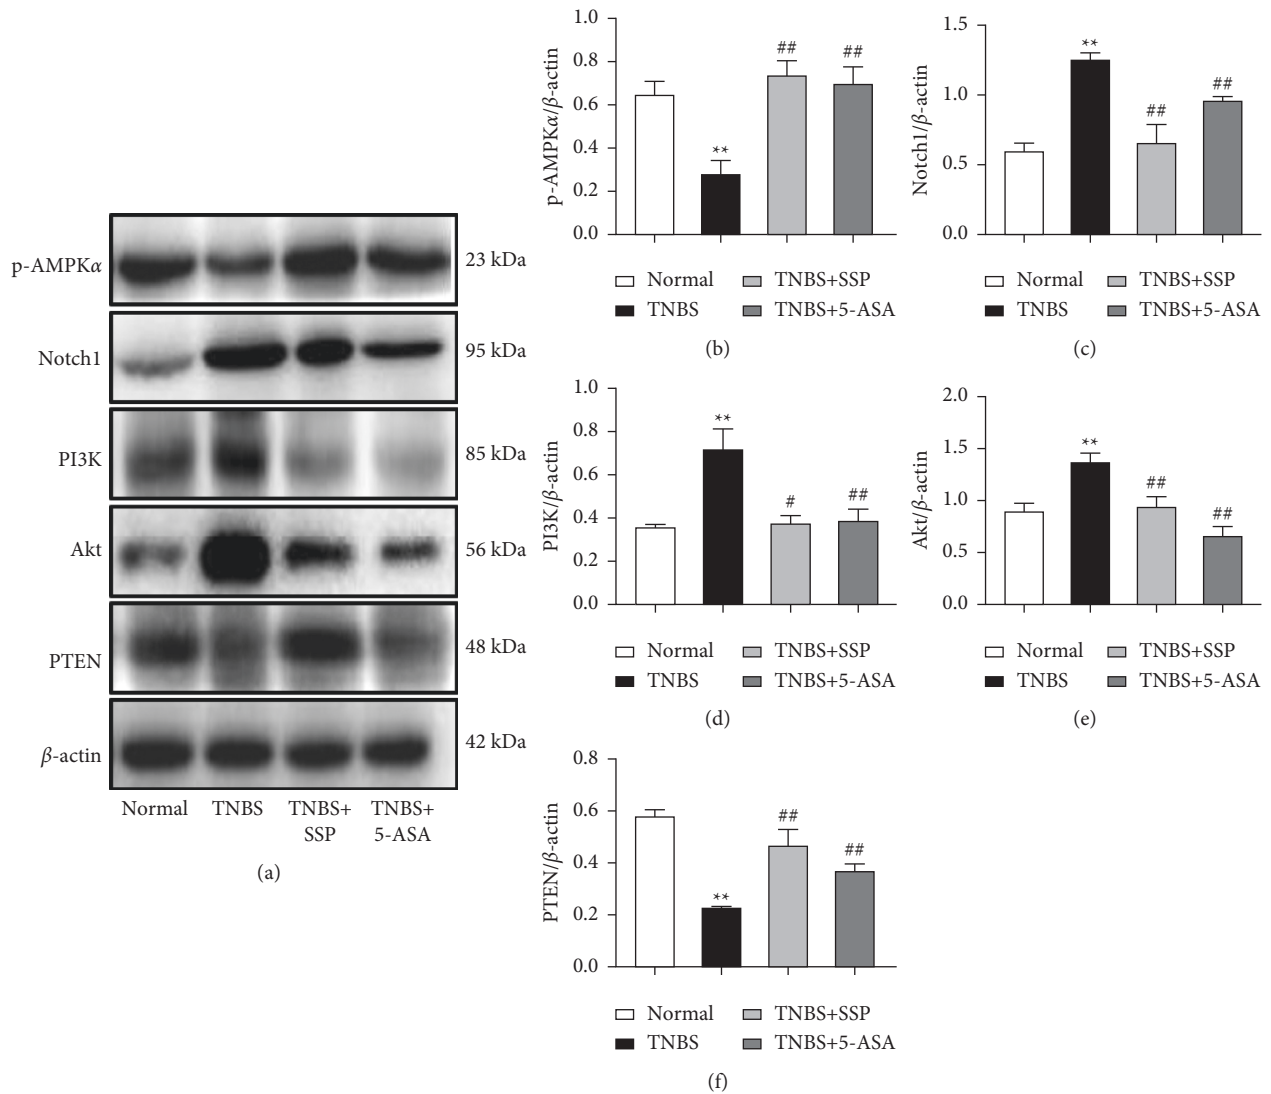 p-AMPKα
23 kDa
Notch1
95 kDa
PI3K
85 kDa
Akt
56 kDa
PTEN
48 kDa
β-actin
42 kDa
Normal TNBS TNBS+ TNBS+
SSP 5-ASA
(a)
p-AMPKα/β-actin
1.0
0.8
0.6
0.4
0.2
0.0
**
##
##
Normal TNBS+SSP
TNBS TNBS+5-ASA
(b)
Notch1/β-actin
1.5
1.0
0.5
0.0
**
##
##
Normal TNBS+SSP
TNBS TNBS+5-ASA
(c)
PI3K/β-actin
1.0
0.8
0.6
0.4
0.2
0.0
**
#
##
Normal TNBS+SSP
TNBS TNBS+5-ASA
(d)
Akt/β-actin
2.0
1.5
1.0
0.5
0.0
**
##
##
Normal TNBS+SSP
TNBS TNBS+5-ASA
(e)
PTEN/β-actin
0.8
0.6
0.4
0.2
0.0
**
##
##
Normal TNBS+SSP
TNBS TNBS+5-ASA
(f)